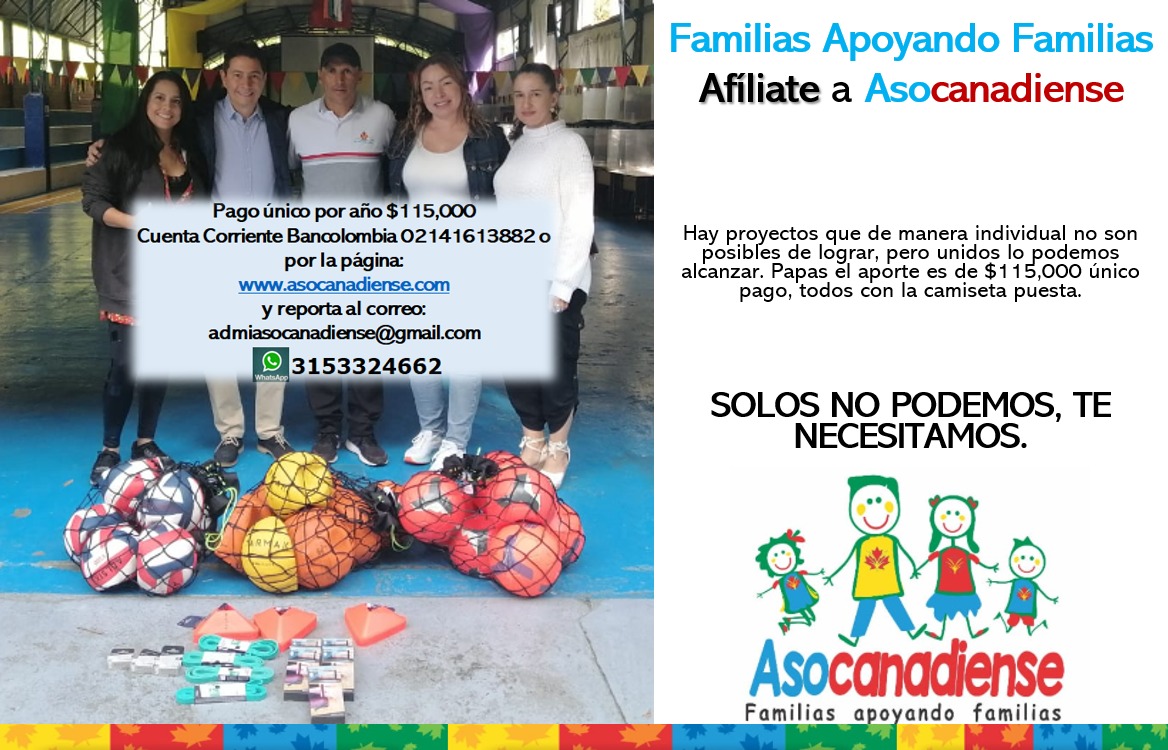 Familias Apoyando Familias
Afíliate a Asocanadiense
Pago único por año $115,000
Cuenta Corriente Bancolombia 02141613882 o
por la página:
www.asocanadiense.com
y reporta al correo:
admiasocanadiense@gmail.com
WhatsApp 3153324662
Hay proyectos que de manera individual no son
posibles de lograr, pero unidos lo podemos
alcanzar. Papas el aporte es de $115,000 único
pago, todos con la camiseta puesta.
SOLOS NO PODEMOS, TE
NECESITAMOS.
Asocanadiense
Familias apoyando familias